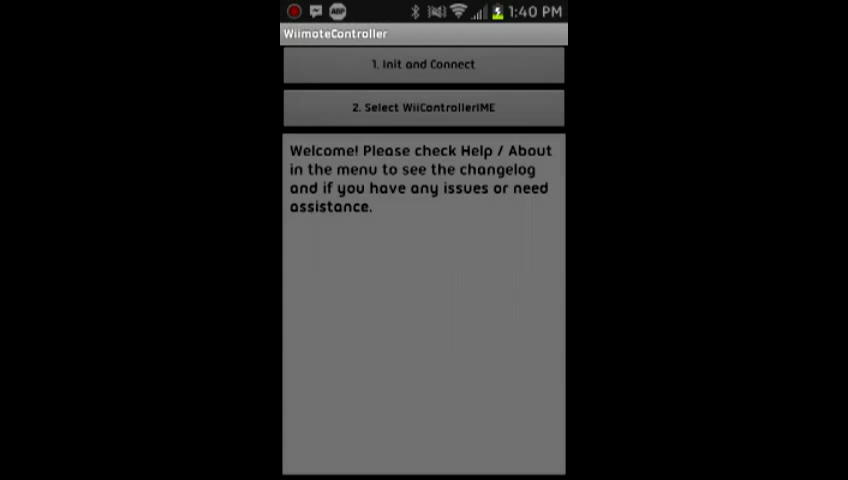 ABP 1:40 PM
WiimoteController
1. Init and Connect
2. Select WiiControllerIME
Welcome! Please check Help / About
in the menu to see the changelog
and if you have any issues or need
assistance.